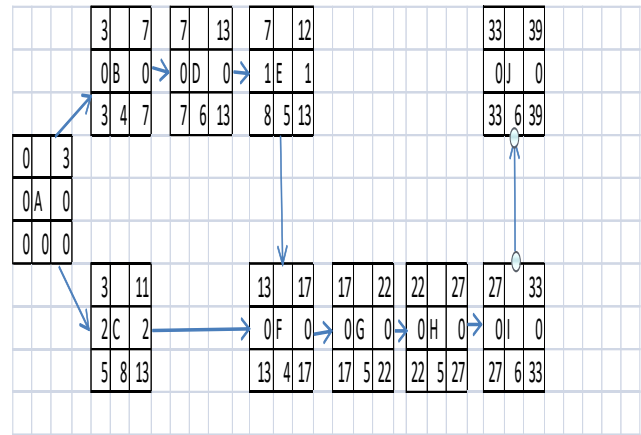 3 7
0 B 0
3 4 7
7 13
0 D 0
7 6 13
7 12
1 E 1
8 5 13
33 39
0 J 0
33 6 39
0 3
0 A 0
0 0 0
3 11
2 C 2
5 8 13
13 17
0 F 0
13 4 17
17 22
0 G 0
17 5 22
22 27
0 H 0
22 5 27
27 33
0 I 0
27 6 33